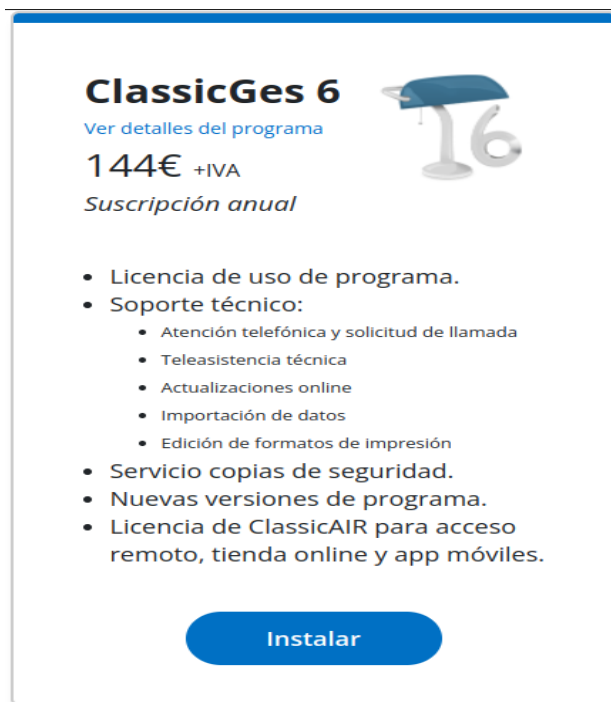 ClassicGes 6
Ver detalles del programa
144€ +IVA
Suscripción anual
• Licencia de uso de programa.
• Soporte técnico:
• Atención telefónica y solicitud de llamada
• Teleasistencia técnica
• Actualizaciones online
• Importación de datos
• Edición de formatos de impresión
• Servicio copias de seguridad.
• Nuevas versiones de programa.
• Licencia de ClassicAIR para acceso
remoto, tienda online y app móviles.
Instalar